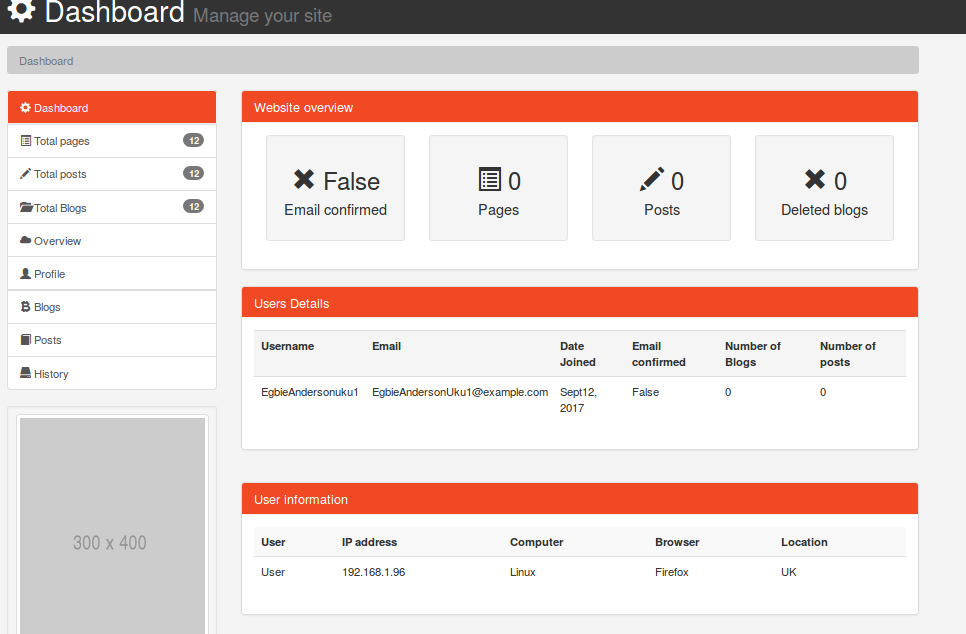 Dashboard Manage your site
Dashboard
Dashboard
Total pages 12
Total posts 12
Total Blogs 12
Overview
Profile
Blogs
Posts
History
300 x 400
Website overview
False
Email confirmed
0
Pages
0
Posts
0
Deleted blogs
Users Details
Username Email Date Joined Email confirmed Number of Blogs Number of posts
EgbieAndersonuku1 EgbieAndersonUku1@example.com Sept12, 2017 False 0 0
User information
User IP address Computer Browser Location
User 192.168.1.96 Linux Firefox UK